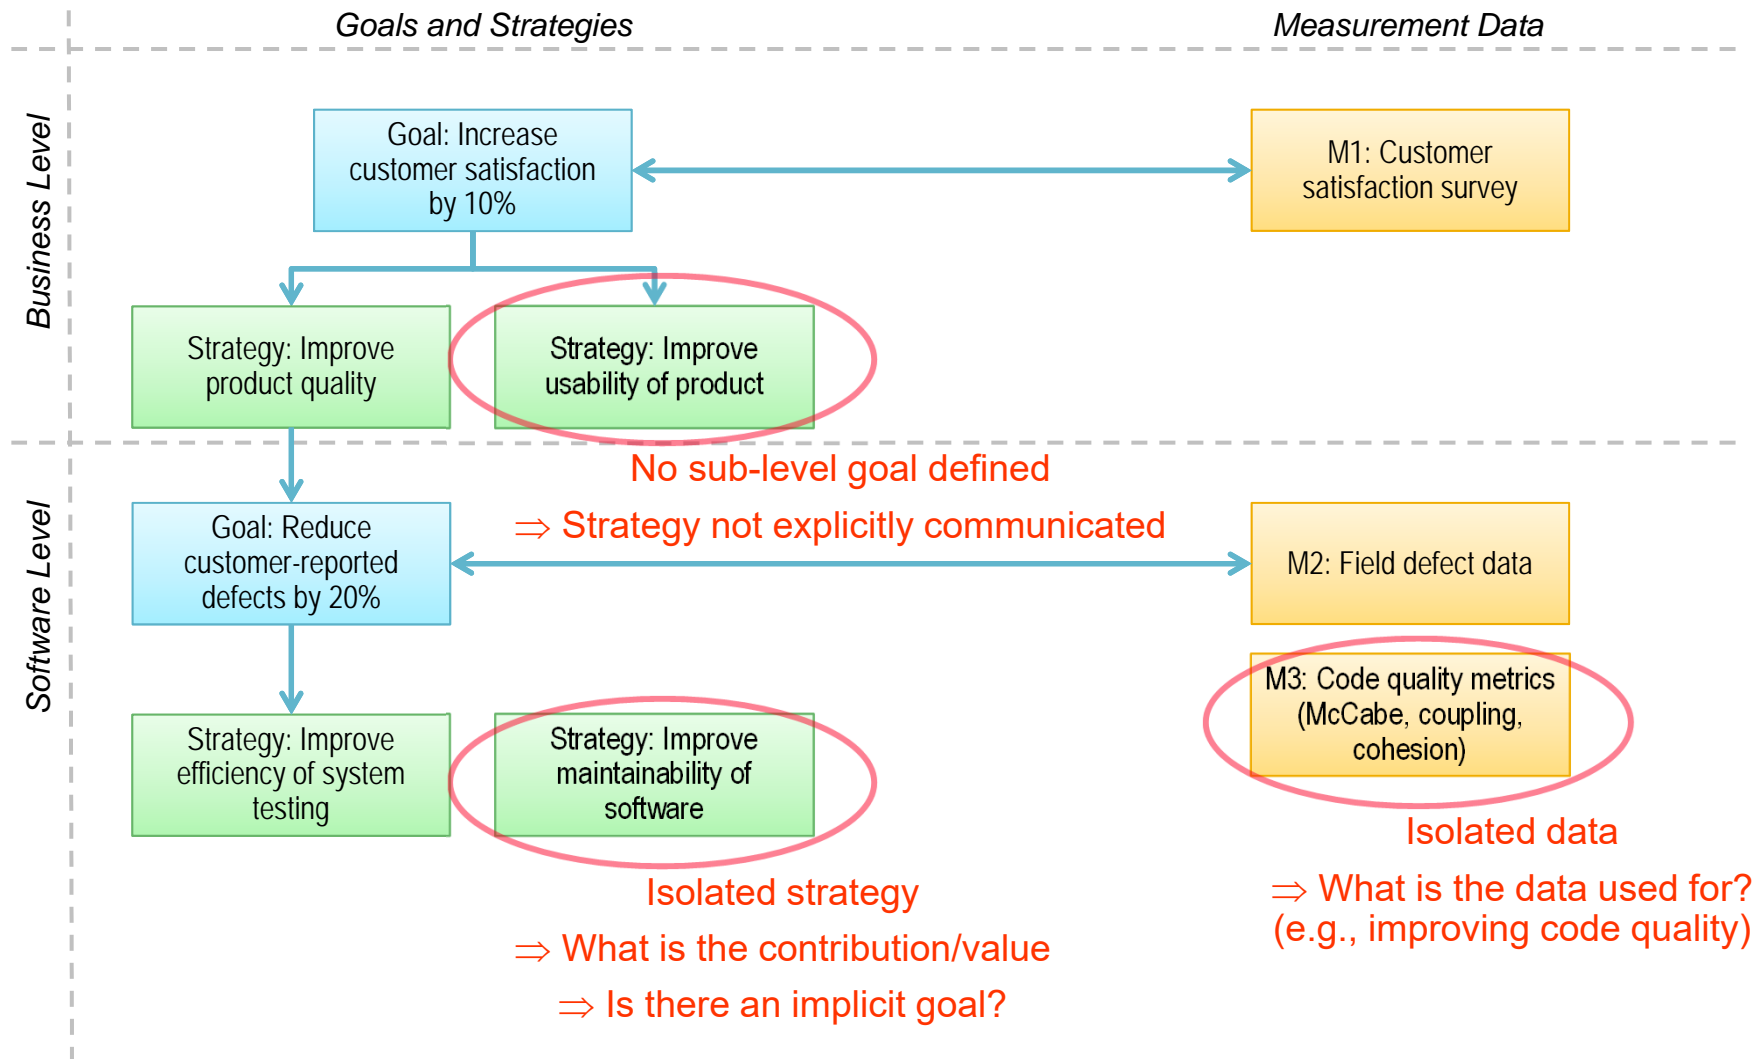 Goals and Strategies
Measurement Data
Business Level
Goal: Increase
customer satisfaction
by 10%
M1: Customer
satisfaction survey
Strategy: Improve
product quality
Strategy: Improve
usability of product
No sub-level goal defined
⇒ Strategy not explicitly communicated
Software Level
Goal: Reduce
customer-reported
defects by 20%
M2: Field defect data
M3: Code quality metrics
(McCabe, coupling,
cohesion)
Strategy: Improve
efficiency of system
testing
Strategy: Improve
maintainability of
software
Isolated data
⇒ What is the data used for?
(e.g., improving code quality)
Isolated strategy
⇒ What is the contribution/value
⇒ Is there an implicit goal?